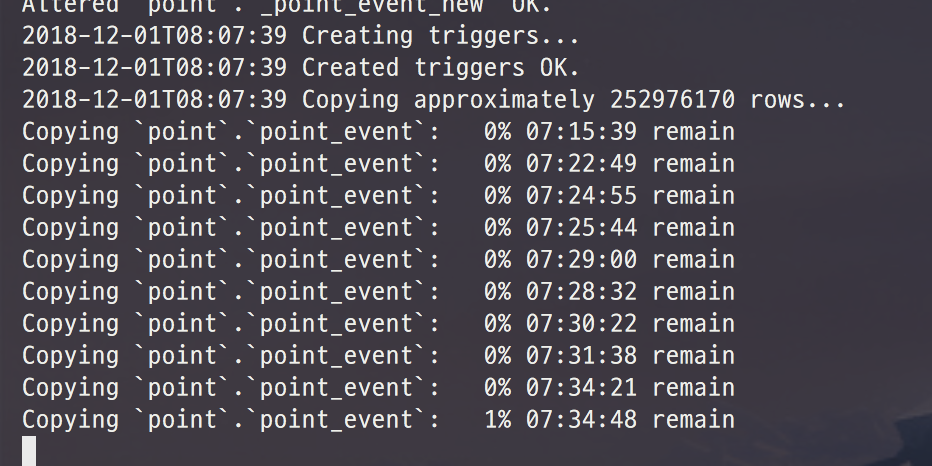 Altered `point`.`_point_event_new` OK.
2018-12-01T08:07:39 Creating triggers...
2018-12-01T08:07:39 Created triggers OK.
2018-12-01T08:07:39 Copying approximately 252976170 rows...
Copying `point`.`point_event`:   0% 07:15:39 remain
Copying `point`.`point_event`:   0% 07:22:49 remain
Copying `point`.`point_event`:   0% 07:24:55 remain
Copying `point`.`point_event`:   0% 07:25:44 remain
Copying `point`.`point_event`:   0% 07:29:00 remain
Copying `point`.`point_event`:   0% 07:28:32 remain
Copying `point`.`point_event`:   0% 07:30:22 remain
Copying `point`.`point_event`:   0% 07:31:38 remain
Copying `point`.`point_event`:   0% 07:34:21 remain
Copying `point`.`point_event`:   1% 07:34:48 remain